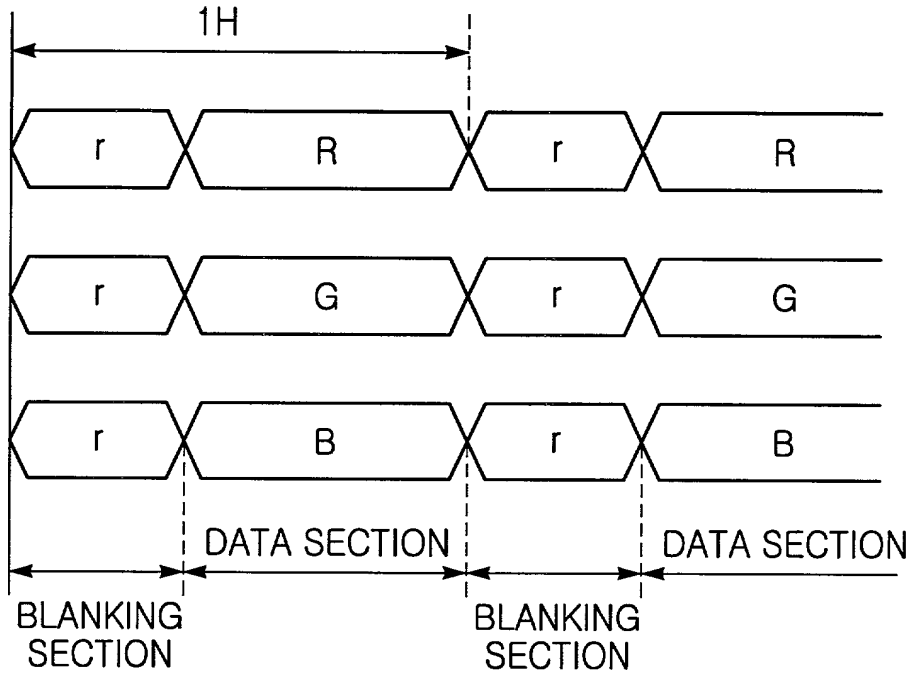 1H
r R r R
r G r G
r B r B
DATA SECTION DATA SECTION
BLANKING SECTION BLANKING SECTION